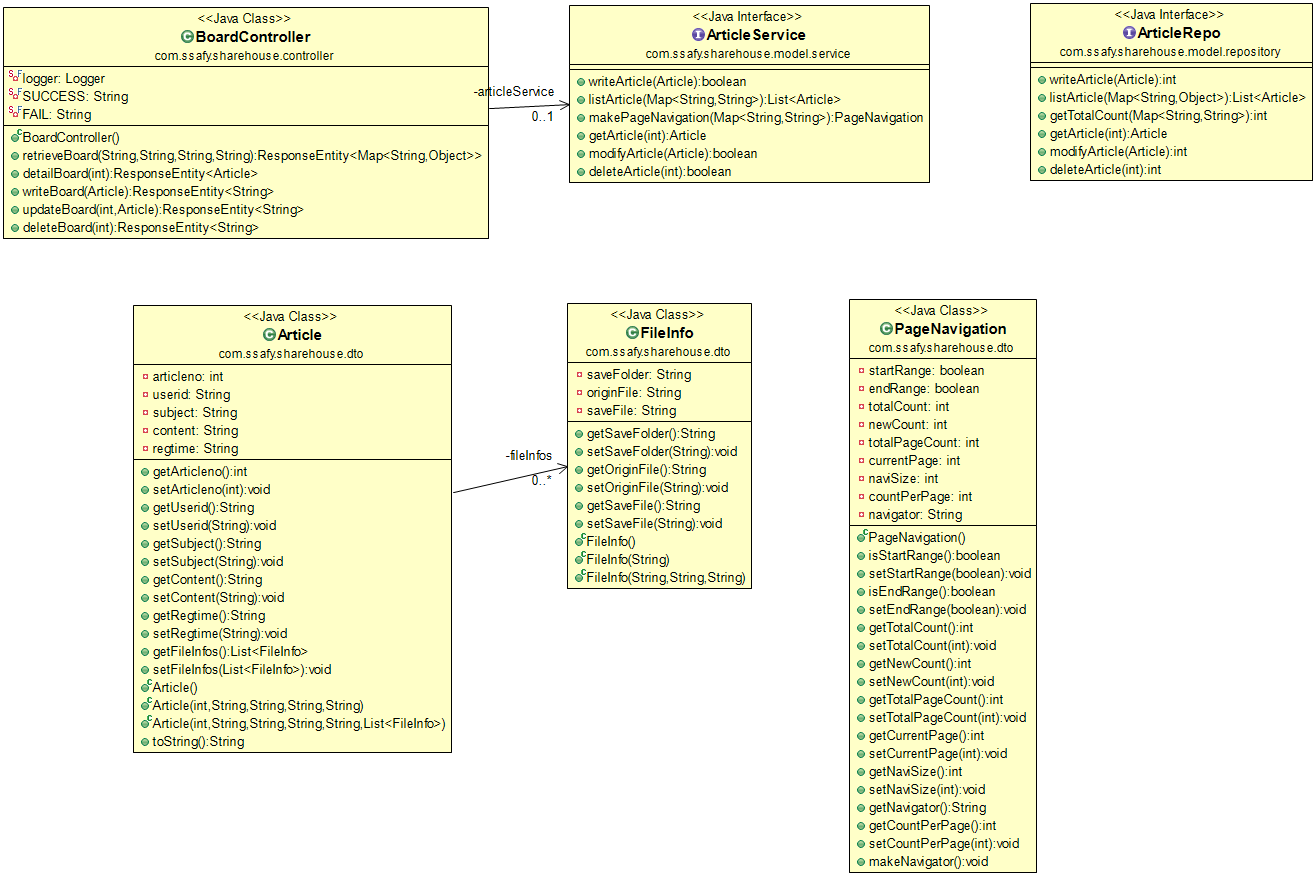 <<Java Class>>
BoardController
com.ssafy.sharehouse.controller
logger: Logger
SUCCESS: String
FAIL: String
BoardController()
retrieveBoard(String,String,String,String):ResponseEntity<Map<String,Object>>
detailBoard(int):ResponseEntity<Article>
writeBoard(Article):ResponseEntity<String>
updateBoard(int,Article):ResponseEntity<String>
deleteBoard(int):ResponseEntity<String>
-articleService
0..1
<<Java Interface>>
ArticleService
com.ssafy.sharehouse.model.service
writeArticle(Article):boolean
listArticle(Map<String,String>):List<Article>
makePageNavigation(Map<String,String>):PageNavigation
getArticle(int):Article
modifyArticle(Article):boolean
deleteArticle(int):boolean
<<Java Interface>>
ArticleRepo
com.ssafy.sharehouse.model.repository
writeArticle(Article):int
listArticle(Map<String,Object>):List<Article>
getTotalCount(Map<String,String>):int
getArticle(int):Article
modifyArticle(Article):int
deleteArticle(int):int
<<Java Class>>
Article
com.ssafy.sharehouse.dto
articleno: int
userid: String
subject: String
content: String
regtime: String
getArticleno():int
setArticleno(int):void
getUserid():String
setUserid(String):void
getSubject():String
setSubject(String):void
getContent():String
setContent(String):void
getRegtime():String
setRegtime(String):void
getFileInfos():List<FileInfo>
setFileInfos(List<FileInfo>):void
Article()
Article(int,String,String,String,String)
Article(int,String,String,String,String,List<FileInfo>)
toString():String
-fileInfos
0..*
<<Java Class>>
FileInfo
com.ssafy.sharehouse.dto
saveFolder: String
originFile: String
saveFile: String
getSaveFolder():String
setSaveFolder(String):void
getOriginFile():String
setOriginFile(String):void
getSaveFile():String
setSaveFile(String):void
FileInfo()
FileInfo(String)
FileInfo(String,String,String)
<<Java Class>>
PageNavigation
com.ssafy.sharehouse.dto
startRange: boolean
endRange: boolean
totalCount: int
newCount: int
totalPageCount: int
currentPage: int
naviSize: int
countPerPage: int
navigator: String
PageNavigation()
isStartRange():boolean
setStartRange(boolean):void
isEndRange():boolean
setEndRange(boolean):void
getTotalCount():int
setTotalCount(int):void
getNewCount():int
setNewCount(int):void
getTotalPageCount():int
setTotalPageCount(int):void
getCurrentPage():int
setCurrentPage(int):void
getNaviSize():int
setNaviSize(int):void
getNavigator():String
getCountPerPage():int
setCountPerPage(int):void
makeNavigator():void